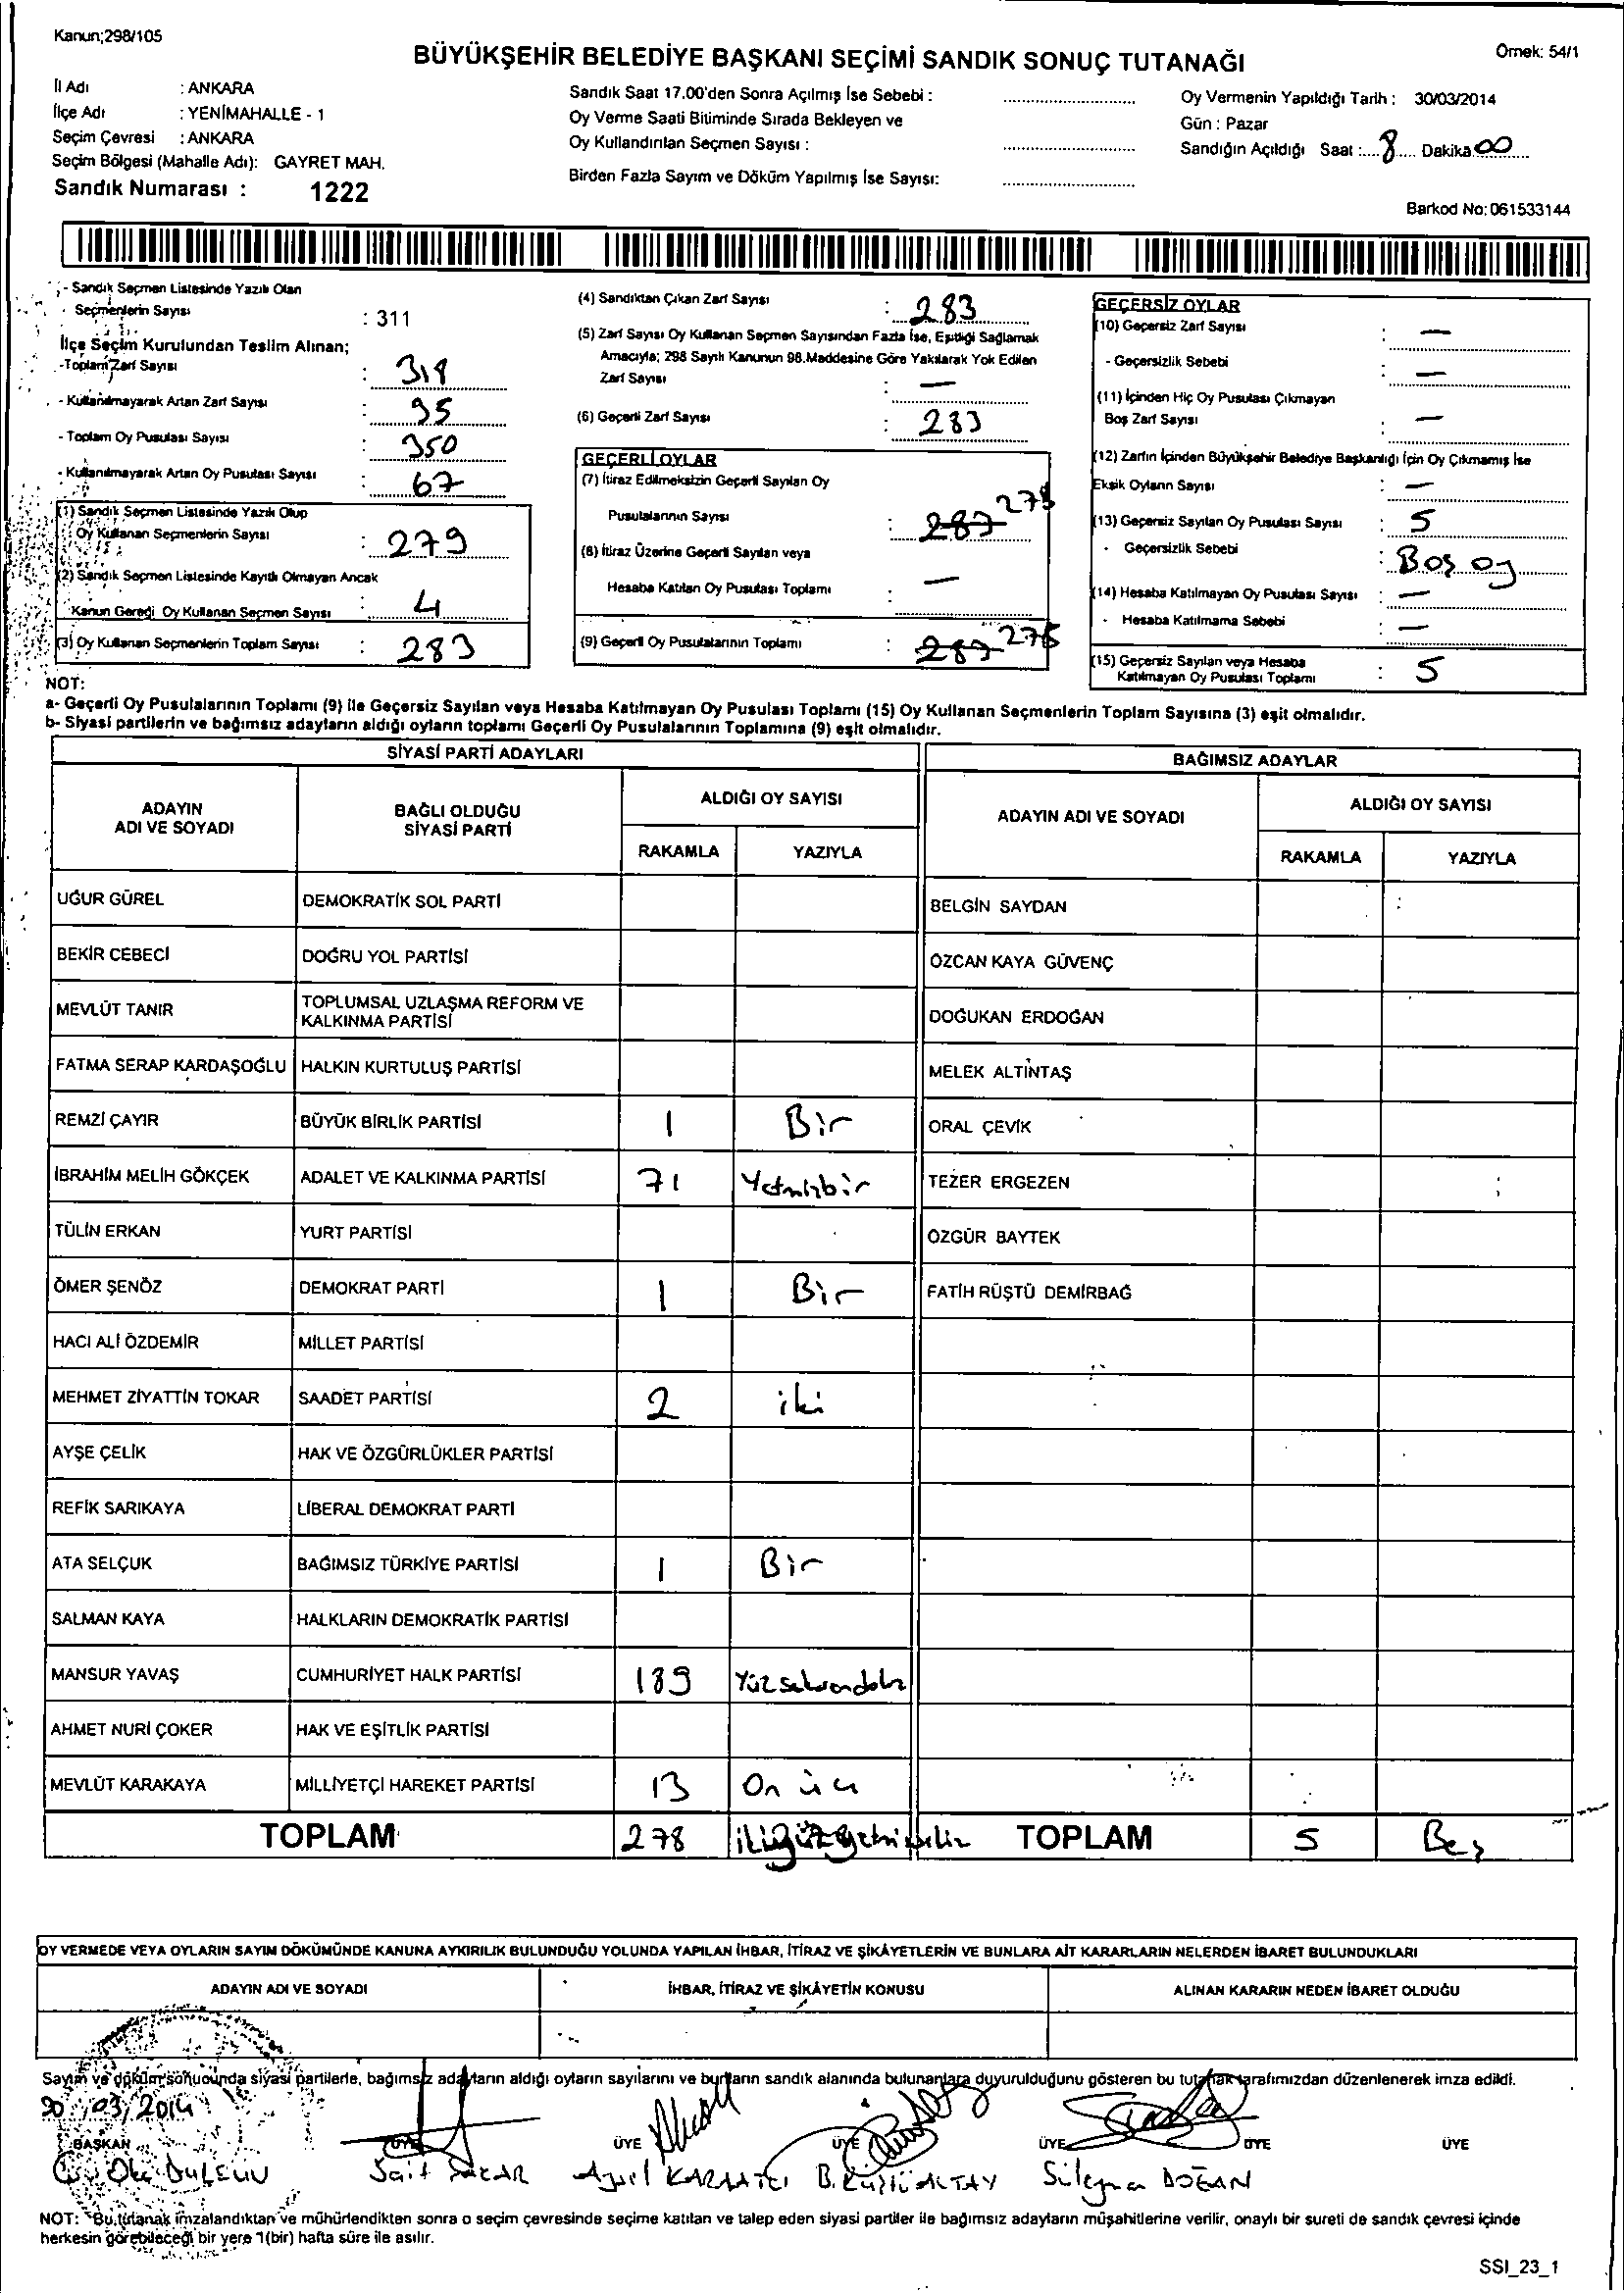 Kanun;298/105
BÜYÜKŞEHİR BELEDİYE BAŞKANI SEÇİMİ SANDIK SONUÇ TUTANAĞI
Örnek: 54/1
İl Adı : ANKARA
İlçe Adı : YENİMAHALLE - 1
Seçim Çevresi : ANKARA
Seçim Bölgesi (Mahalle Adı): GAYRET MAH.
Sandık Numarası : 1222
Sandık Saat 17.00'den Sonra Açılmış İse Sebebi :
Oy Verme Saati Bitiminde Sırada Bekleyen ve
Oy Kullandırılan Seçmen Sayısı :
Birden Fazla Sayım ve Döküm Yapılmış İse Sayısı:
Oy Vermenin Yapıldığı Tarih : 30/03/2014
Gün : Pazar
Sandığın Açıldığı Saat : 8 Dakika 00
Barkod No: 061533144
- Sandık Seçmen Listesinde Yazılı Olan
Seçmenlerin Sayısı : 311
İlçe Seçim Kurulundan Teslim Alınan;
-Toplam Zarf Sayısı : 318
- Kullanılmayarak Artan Zarf Sayısı : 35
- Toplam Oy Pusulası Sayısı : 350
- Kullanılmayarak Artan Oy Pusulası Sayısı : 67
(1) Sandık Seçmen Listesinde Yazılı Olup
Oy Kullanan Seçmenlerin Sayısı : 279
(2) Sandık Seçmen Listesinde Kayıtlı Olmayan Ancak
Kanun Gereği Oy Kullanan Seçmen Sayısı : 4
(3) Oy Kullanan Seçmenlerin Toplam Sayısı : 283
(4) Sandıktan Çıkan Zarf Sayısı : 283
(5) Zarf Sayısı Oy Kullanan Seçmen Sayısından Fazla İse, Eşitliği Sağlamak
Amacıyla; 298 Sayılı Kanunun 98.Maddesine Göre Yakılarak Yok Edilen
Zarf Sayısı : —
(6) Geçerli Zarf Sayısı : 283
GEÇERLİ OYLAR
(7) İtiraz Edilmeksizin Geçerli Sayılan Oy
Pusulalarının Sayısı : 283 278
(8) İtiraz Üzerine Geçerli Sayılan veya
Hesaba Katılan Oy Pusulası Toplamı : —
(9) Geçerli Oy Pusulalarının Toplamı : 283 278
GEÇERSİZ OYLAR
(10) Geçersiz Zarf Sayısı : —
- Geçersizlik Sebebi : —
(11) İçinden Hiç Oy Pusulası Çıkmayan
Boş Zarf Sayısı : —
(12) Zarfın İçinden Büyükşehir Belediye Başkanlığı İçin Oy Çıkmamış İse
Eksik Oyların Sayısı : —
(13) Geçersiz Sayılan Oy Pusulası Sayısı : 5
- Geçersizlik Sebebi : Boş oy
(14) Hesaba Katılmayan Oy Pusulası Sayısı : —
- Hesaba Katılmama Sebebi : —
(15) Geçersiz Sayılan veya Hesaba
Katılmayan Oy Pusulası Toplamı : 5
NOT:
a- Geçerli Oy Pusulalarının Toplamı (9) ile Geçersiz Sayılan veya Hesaba Katılmayan Oy Pusulası Toplamı (15) Oy Kullanan Seçmenlerin Toplam Sayısına (3) eşit olmalıdır.
b- Siyasi partilerin ve bağımsız adayların aldığı oyların toplamı Geçerli Oy Pusulalarının Toplamına (9) eşit olmalıdır.
SİYASİ PARTİ ADAYLARI
BAĞIMSIZ ADAYLAR
ADAYIN ADI VE SOYADI
BAĞLI OLDUĞU SİYASİ PARTİ
ALDIĞI OY SAYISI
RAKAMLA YAZIYLA
ADAYIN ADI VE SOYADI
ALDIĞI OY SAYISI
RAKAMLA YAZIYLA
UĞUR GÜREL DEMOKRATİK SOL PARTİ BELGİN SAYDAN
BEKİR CEBECİ DOĞRU YOL PARTİSİ ÖZCAN KAYA GÜVENÇ
MEVLÜT TANIR TOPLUMSAL UZLAŞMA REFORM VE KALKINMA PARTİSİ DOĞUKAN ERDOĞAN
FATMA SERAP KARDAŞOĞLU HALKIN KURTULUŞ PARTİSİ MELEK ALTINTAŞ
REMZİ ÇAYIR BÜYÜK BİRLİK PARTİSİ 1 Bir ORAL ÇEVİK
İBRAHİM MELİH GÖKÇEK ADALET VE KALKINMA PARTİSİ 71 Yetmişbir TEZER ERGEZEN
TÜLİN ERKAN YURT PARTİSİ ÖZGÜR BAYTEK
ÖMER ŞENÖZ DEMOKRAT PARTİ 1 Bir FATİH RÜŞTÜ DEMİRBAĞ
HACI ALİ ÖZDEMİR MİLLET PARTİSİ
MEHMET ZİYATTİN TOKAR SAADET PARTİSİ 2 iki
AYŞE ÇELİK HAK VE ÖZGÜRLÜKLER PARTİSİ
REFİK SARIKAYA LİBERAL DEMOKRAT PARTİ
ATA SELÇUK BAĞIMSIZ TÜRKİYE PARTİSİ 1 Bir
SALMAN KAYA HALKLARIN DEMOKRATİK PARTİSİ
MANSUR YAVAŞ CUMHURİYET HALK PARTİSİ 189 Yüzseksendokuz
AHMET NURİ ÇOKER HAK VE EŞİTLİK PARTİSİ
MEVLÜT KARAKAYA MİLLİYETÇİ HAREKET PARTİSİ 13 On üç
TOPLAM 278 ikiyüzyetmişsekiz TOPLAM 5 Beş
OY VERMEDE VEYA OYLARIN SAYIM DÖKÜMÜNDE KANUNA AYKIRILIK BULUNDUĞU YOLUNDA YAPILAN İHBAR, İTİRAZ VE ŞİKÂYETLERİN VE BUNLARA AİT KARARLARIN NELERDEN İBARET BULUNDUKLARI
ADAYIN ADI VE SOYADI İHBAR, İTİRAZ VE ŞİKÂYETİN KONUSU ALINAN KARARIN NEDEN İBARET OLDUĞU
Sayım ve döküm sonucunda siyasi partilerle, bağımsız adayların aldığı oyların sayılarını ve bunların sandık alanında bulunanlara duyurulduğunu gösteren bu tutanak tarafımızdan düzenlenerek imza edildi.
30/03/2014
BAŞKAN ÜYE ÜYE ÜYE ÜYE ÜYE ÜYE
Sait Aysel Süleyman DOĞAN
NOT: Bu tutanak imzalandıktan ve mühürlendikten sonra o seçim çevresinde seçime katılan ve talep eden siyasi partiler ile bağımsız adayların müşahitlerine verilir, onaylı bir sureti de sandık çevresi içinde
herkesin görebileceği bir yere 1(bir) hafta süre ile asılır.
SSI_23_1